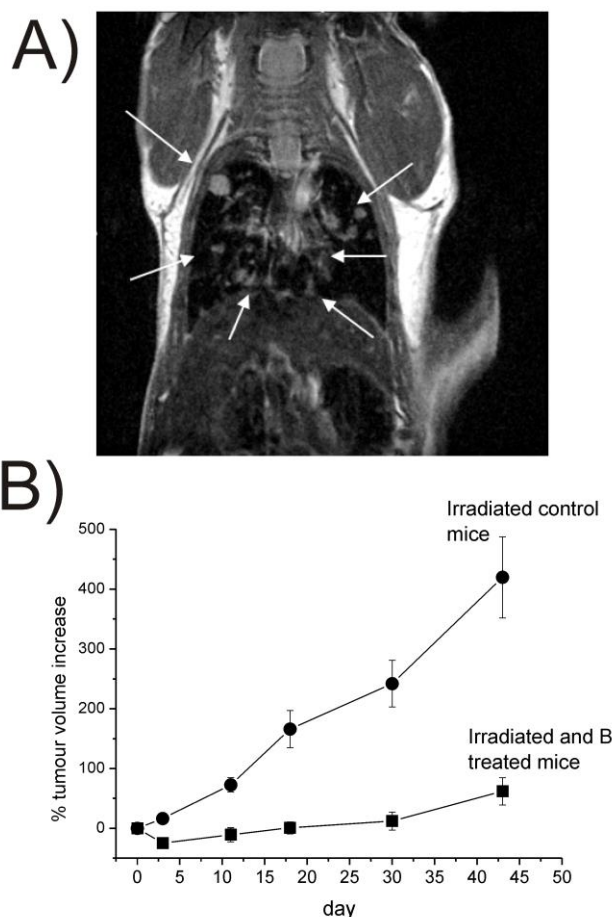 A)
B)
Irradiated control
mice
500
400
300
200
100
0
% tumour volume increase
Irradiated and B
treated mice
0 5 10 15 20 25 30 35 40 45 50
day